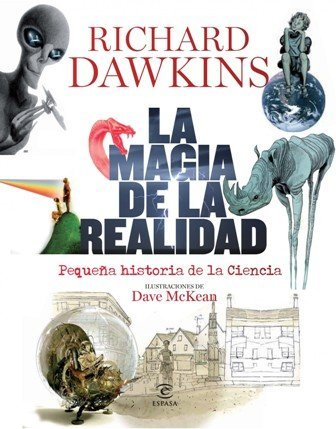 RICHARD
DAWKINS
LA
MAGIA
DE LA
REALIDAD
Pequeña historia de la Ciencia
ILUSTRACIONES DE
Dave McKean
ESPASA